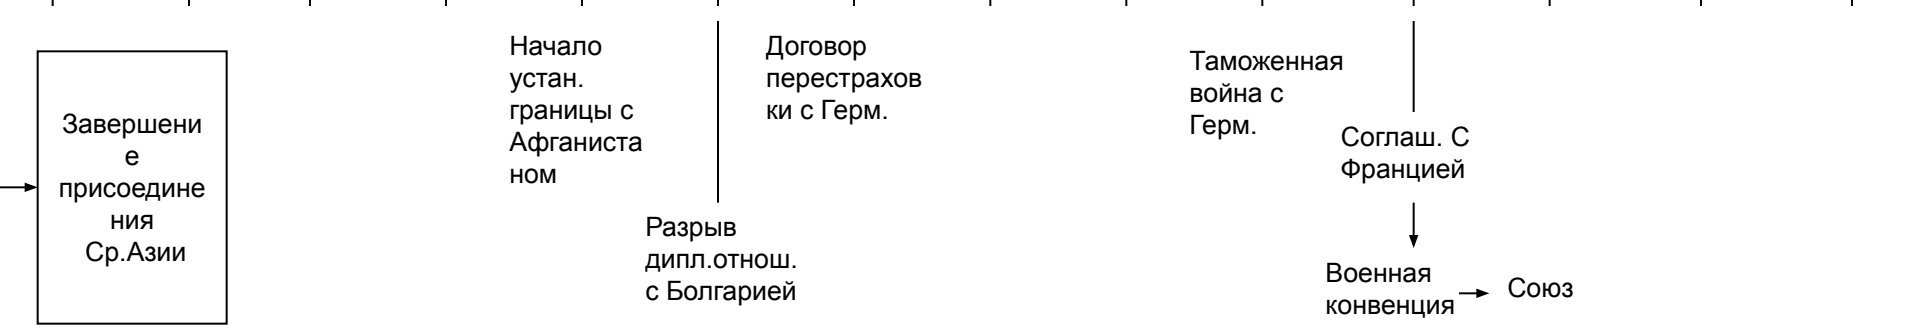 Завершени
е
присоедине
ния
Ср.Азии
Начало
устан.
границы с
Афганиста
ном
Разрыв
дипл.отнош.
с Болгарией
Договор
перестрахов
ки с Герм.
Таможенная
война с
Герм.
Соглаш. С
Францией
Военная
конвенция
Союз